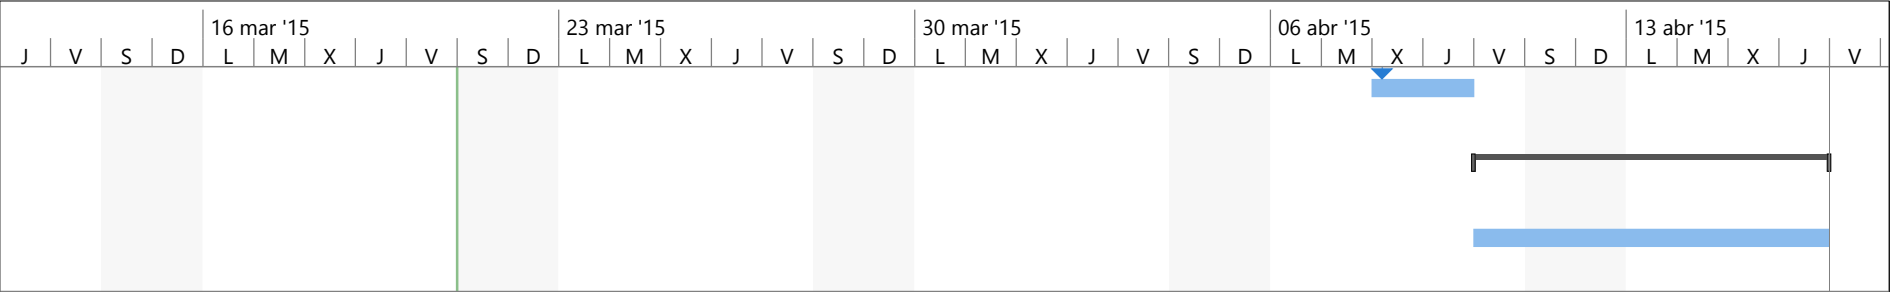 16 mar '15 23 mar '15 30 mar '15 06 abr '15 13 abr '15
J V S D L M X J V S D L M X J V S D L M X J V S D L M X J V S D L M X J V